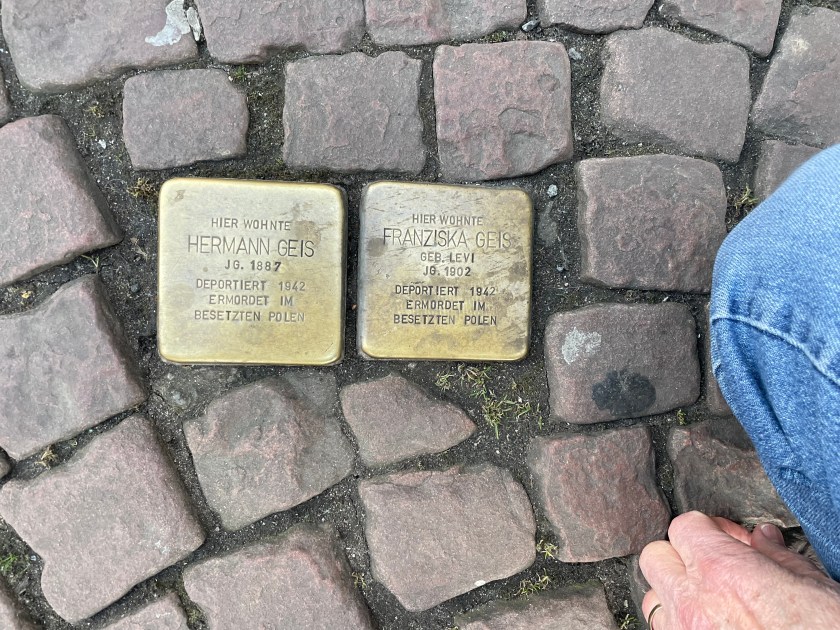 HIER WOHNTE
HERMANN GEIS
JG. 1887
DEPORTIERT 1942
ERMORDET IM
BESETZTEN POLEN
HIER WOHNTE
FRANZISKA GEIS
GEB. LEVI
JG. 1902
DEPORTIERT 1942
ERMORDET IM
BESETZTEN POLEN